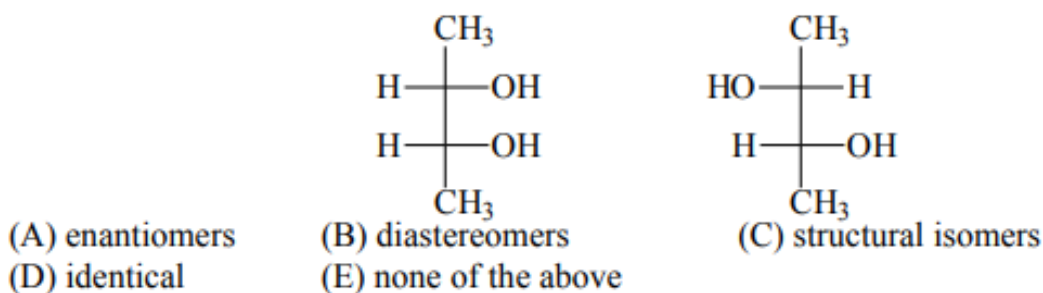 CH3 CH3
H OH HO H
H OH H OH
CH3 CH3
(A) enantiomers (B) diastereomers (C) structural isomers
(D) identical (E) none of the above